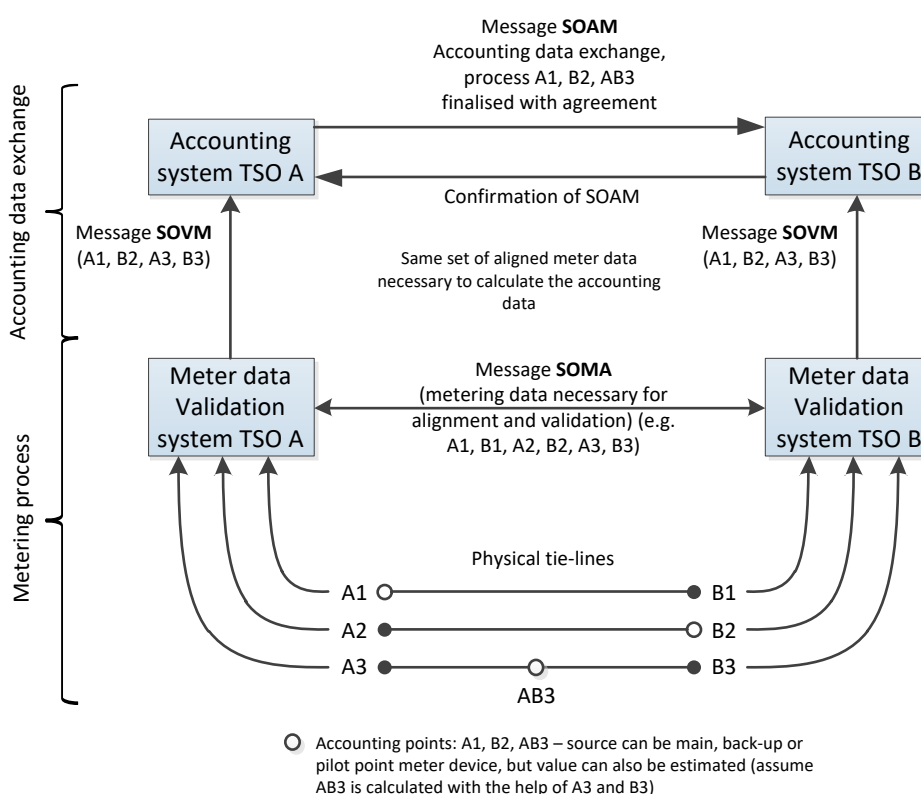 Message SOAM
Accounting data exchange,
process A1, B2, AB3
finalised with agreement
Accounting data exchange
Accounting
system TSO A
Accounting
system TSO B
Confirmation of SOAM
Message SOVM
(A1, B2, A3, B3)
Same set of aligned meter data
necessary to calculate the accounting
data
Message SOVM
(A1, B2, A3, B3)
Metering process
Meter data
Validation
system TSO A
Message SOMA
(metering data necessary for
alignment and validation) (e.g.
A1, B1, A2, B2, A3, B3)
Meter data
Validation
system TSO B
Physical tie-lines
A1
B1
A2
B2
A3
B3
AB3
Accounting points: A1, B2, AB3 – source can be main, back-up or
pilot point meter device, but value can also be estimated (assume
AB3 is calculated with the help of A3 and B3)